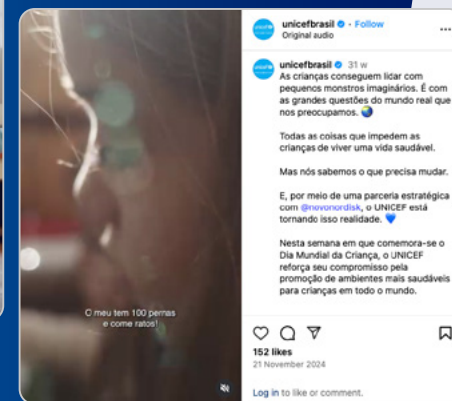 O meu tem 100 pernas
e come ratos!
unicefbrasil • Follow
Original audio
unicefbrasil 31 w
As crianças conseguem lidar com
pequenos monstros imaginários. É com
as grandes questões do mundo real que
nos preocupamos. 🌍
Todas as coisas que impedem as
crianças de viver uma vida saudável.
Mas nós sabemos o que precisa mudar.
E, por meio de uma parceria estratégica
com @novonordisk, o UNICEF está
tornando isso realidade. 💙
Nesta semana em que comemora-se o
Dia Mundial da Criança, o UNICEF
reforça seu compromisso pela
promoção de ambientes mais saudáveis
para crianças em todo o mundo.
152 likes
21 November 2024
Log in to like or comment.